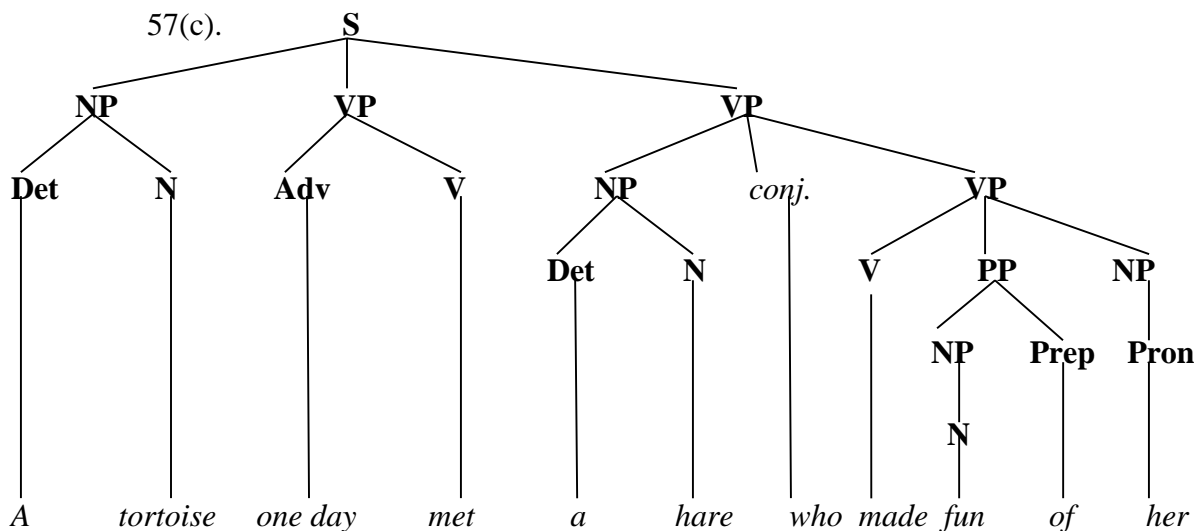 57(c). S
NP VP VP
Det N Adv V NP conj. VP
Det N V PP NP
NP Prep Pron
N
A tortoise one day met a hare who made fun of her